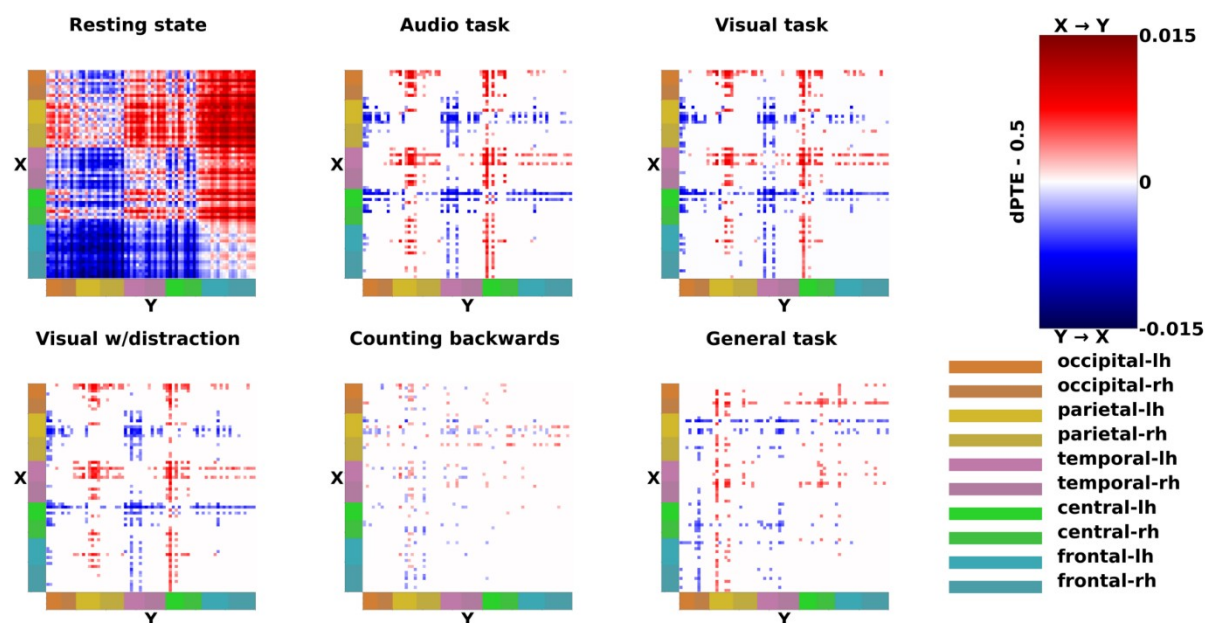 Resting state
Audio task
Visual task
X → Y
0.015
X
X
X
dPTE - 0.5
0
Y
Y
Y
-0.015
Y → X
Visual w/distraction
Counting backwards
General task
occipital-lh
occipital-rh
parietal-lh
parietal-rh
temporal-lh
X
X
X
temporal-rh
central-lh
central-rh
frontal-lh
frontal-rh
Y
Y
Y